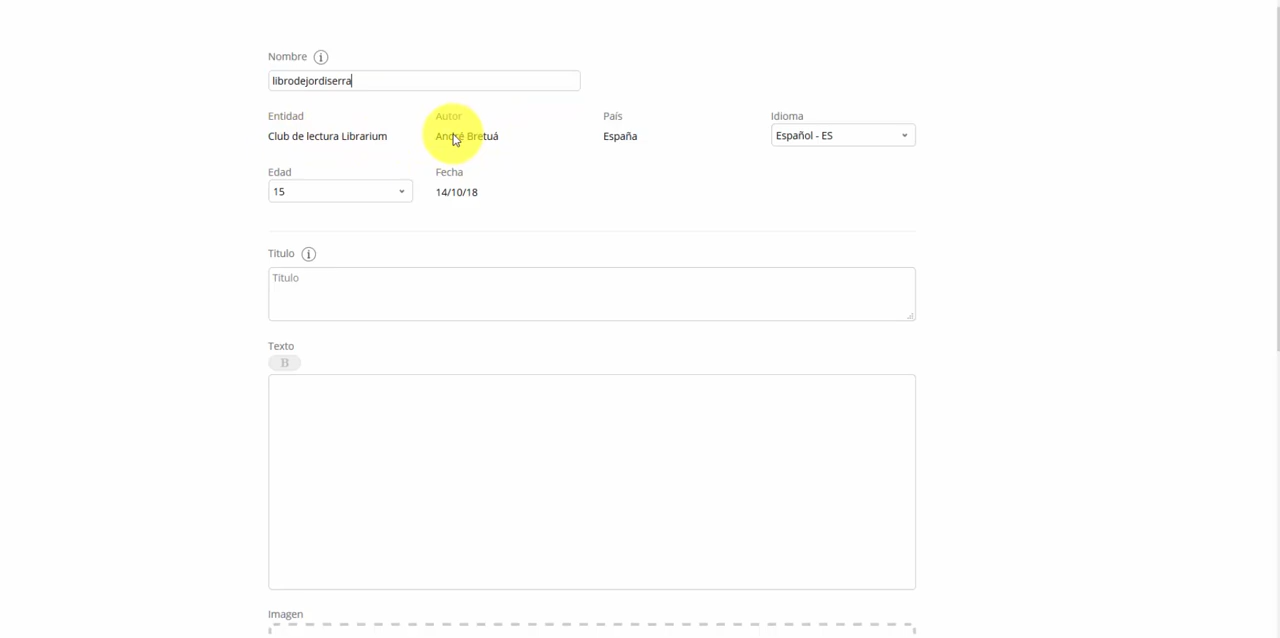 Nombre i
librodejordiserra
Entidad Autor País Idioma
Club de lectura Librarium André Bretuá España Español - ES
Edad Fecha
15 14/10/18
Titulo i
Titulo
Texto
B
Imagen